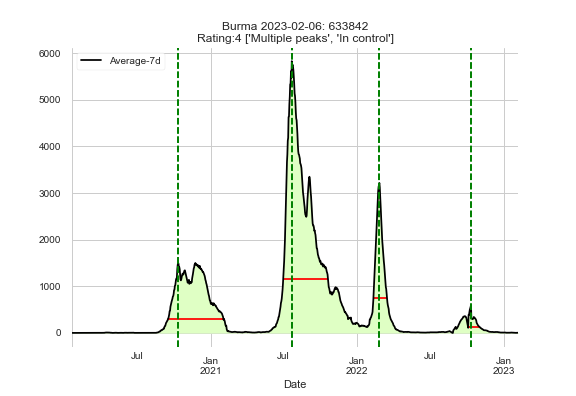 Burma 2023-02-06: 633842
Rating:4 ['Multiple peaks', 'In control']
Average-7d
6000
5000
4000
3000
2000
1000
0
Jul Jan Jul Jan Jul Jan
2021 2022 2023
Date